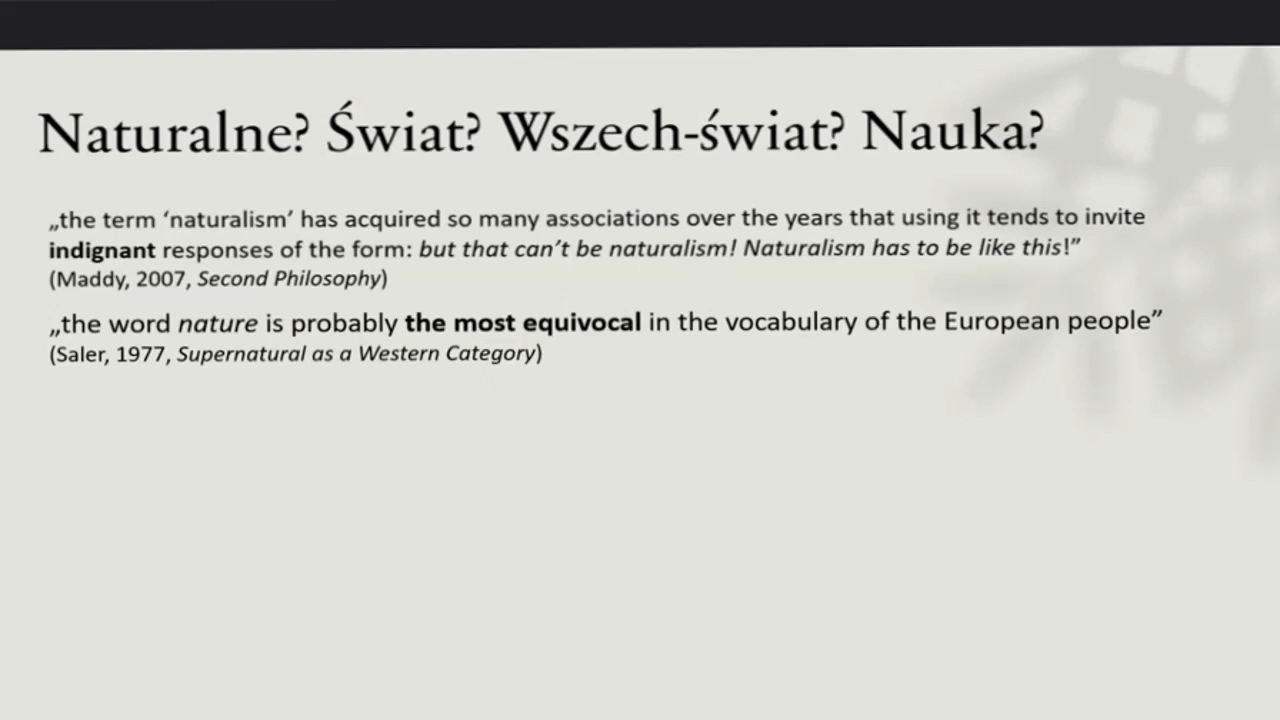 Naturalne? Świat? Wszech-świat? Nauka?
„the term ‘naturalism’ has acquired so many associations over the years that using it tends to invite
indignant responses of the form: but that can’t be naturalism! Naturalism has to be like this!”
(Maddy, 2007, Second Philosophy)
„the word nature is probably the most equivocal in the vocabulary of the European people”
(Saler, 1977, Supernatural as a Western Category)